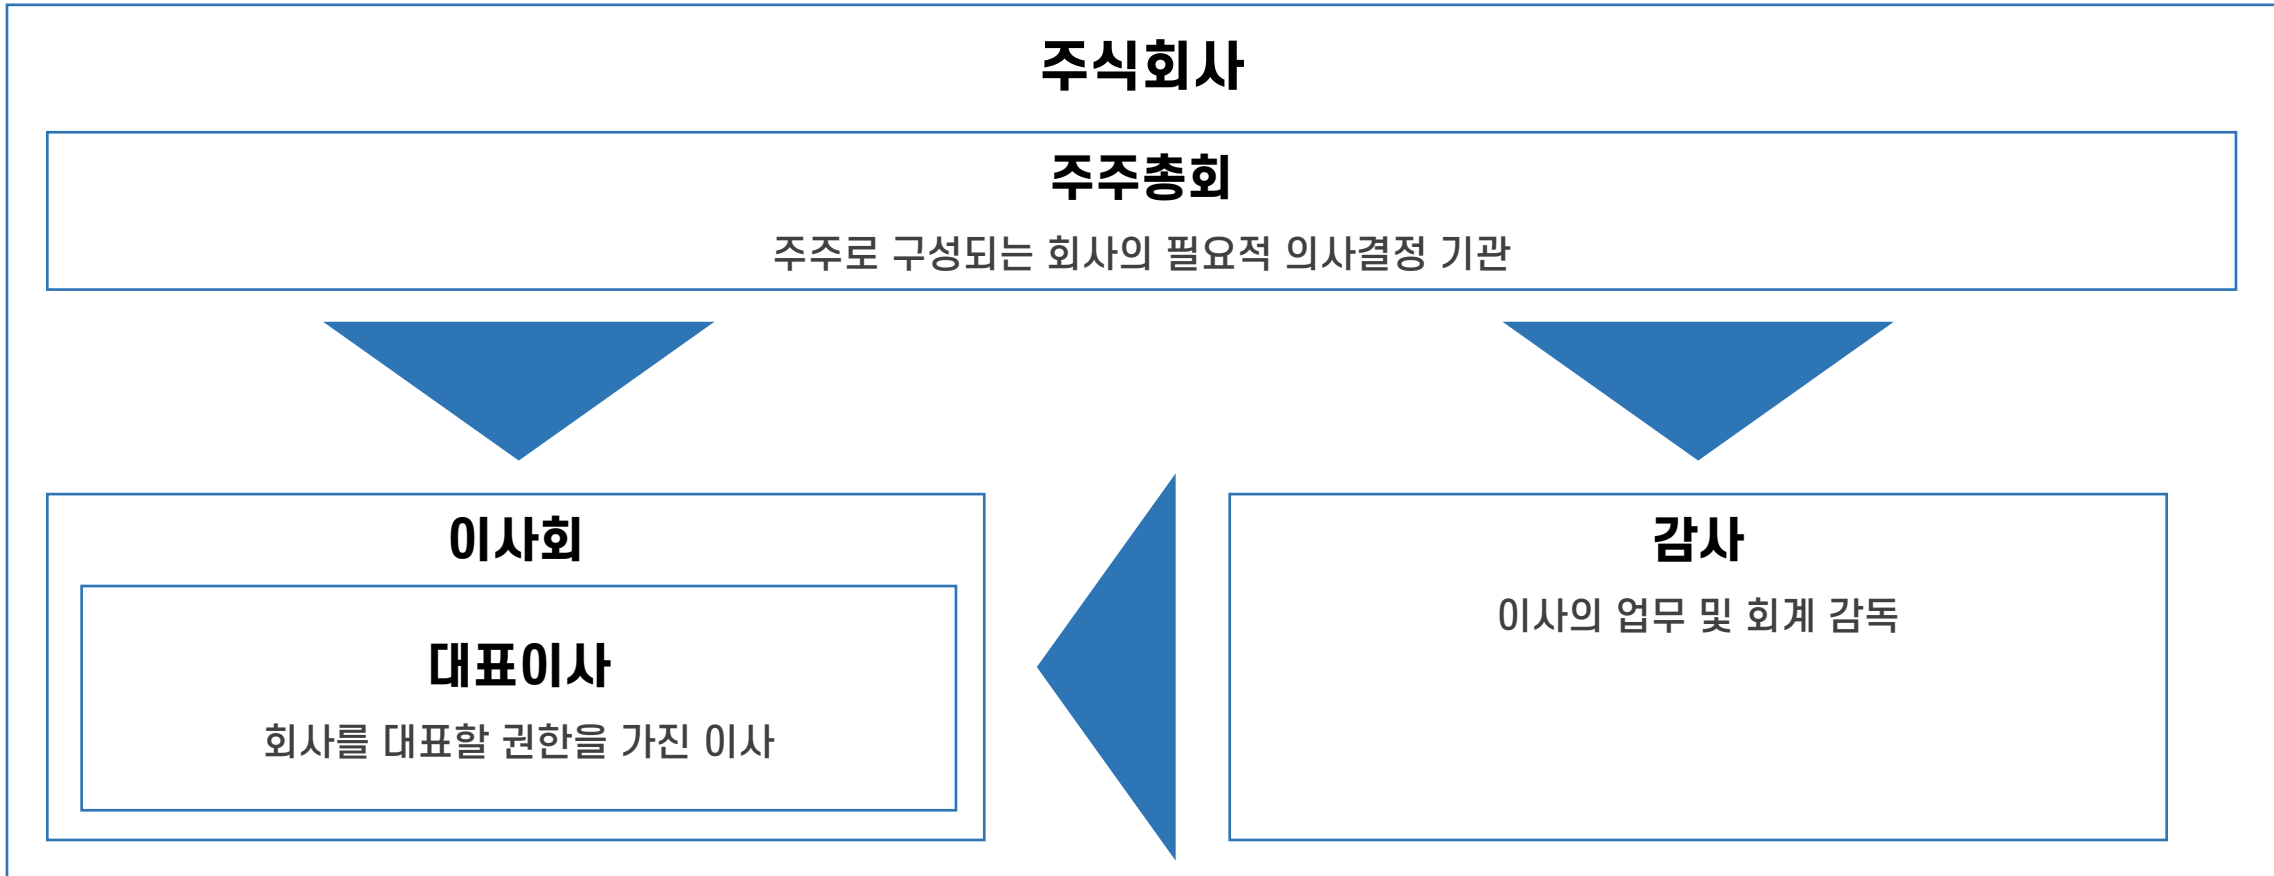 주식회사
주주총회
주주로 구성되는 회사의 필요적 의사결정 기관
이사회
대표이사
회사를 대표할 권한을 가진 이사
감사
이사의 업무 및 회계 감독